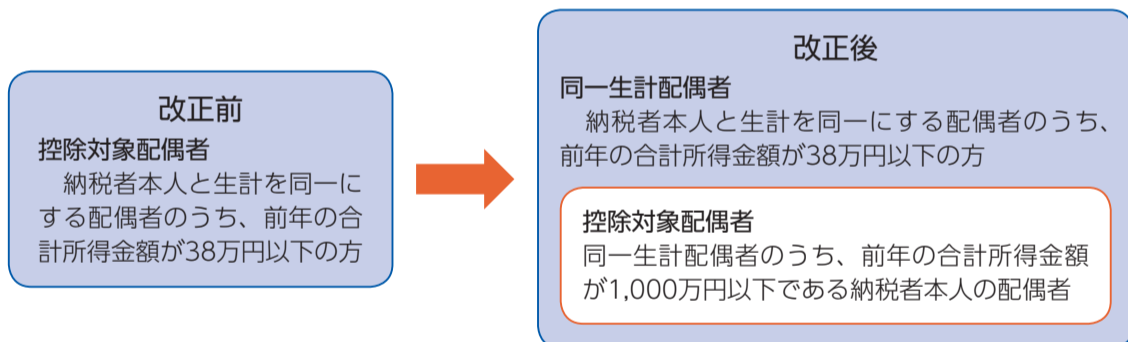 改正前
控除対象配偶者
　納税者本人と生計を同一に
する配偶者のうち、前年の合
計所得金額が38万円以下の方
改正後
同一生計配偶者
　納税者本人と生計を同一にする配偶者のうち、
前年の合計所得金額が38万円以下の方
控除対象配偶者
同一生計配偶者のうち、前年の合計所得金額
が1,000万円以下である納税者本人の配偶者